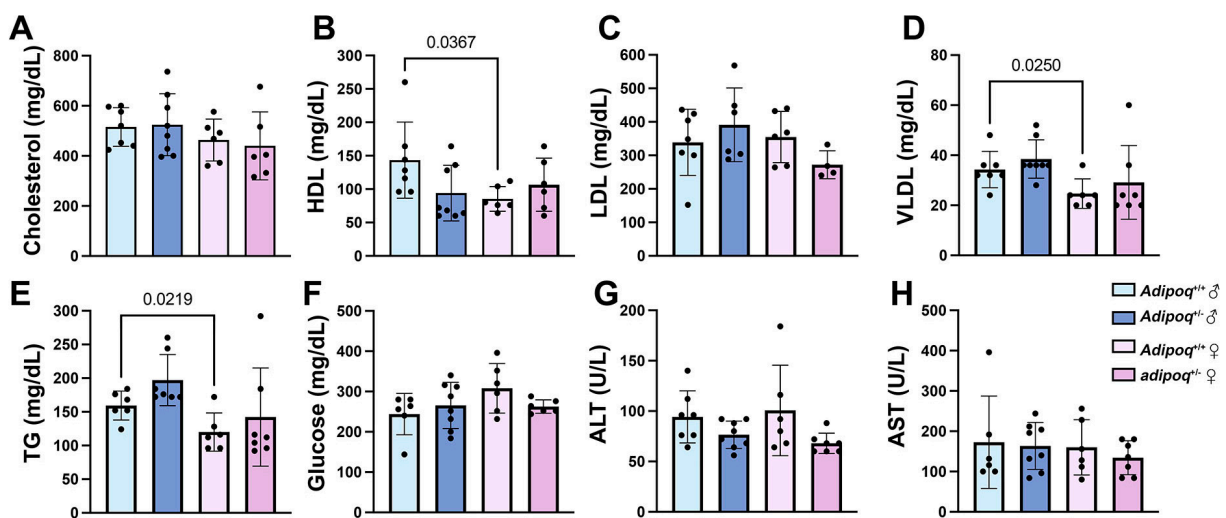 A
Cholesterol (mg/dL)
800
600
400
200
0
B
HDL (mg/dL)
300
250
200
150
100
50
0
0.0367
C
LDL (mg/dL)
600
500
400
300
200
100
0
D
VLDL (mg/dL)
80
60
40
20
0
0.0250
E
TG (mg/dL)
300
250
200
150
100
50
0
0.0219
F
Glucose (mg/dL)
500
400
300
200
100
0
G
ALT (U/L)
200
150
100
50
0
H
AST (U/L)
500
400
300
200
100
0
Adipoq+/+ ♂
Adipoq+/- ♂
Adipoq+/+ ♀
adipoq+/- ♀